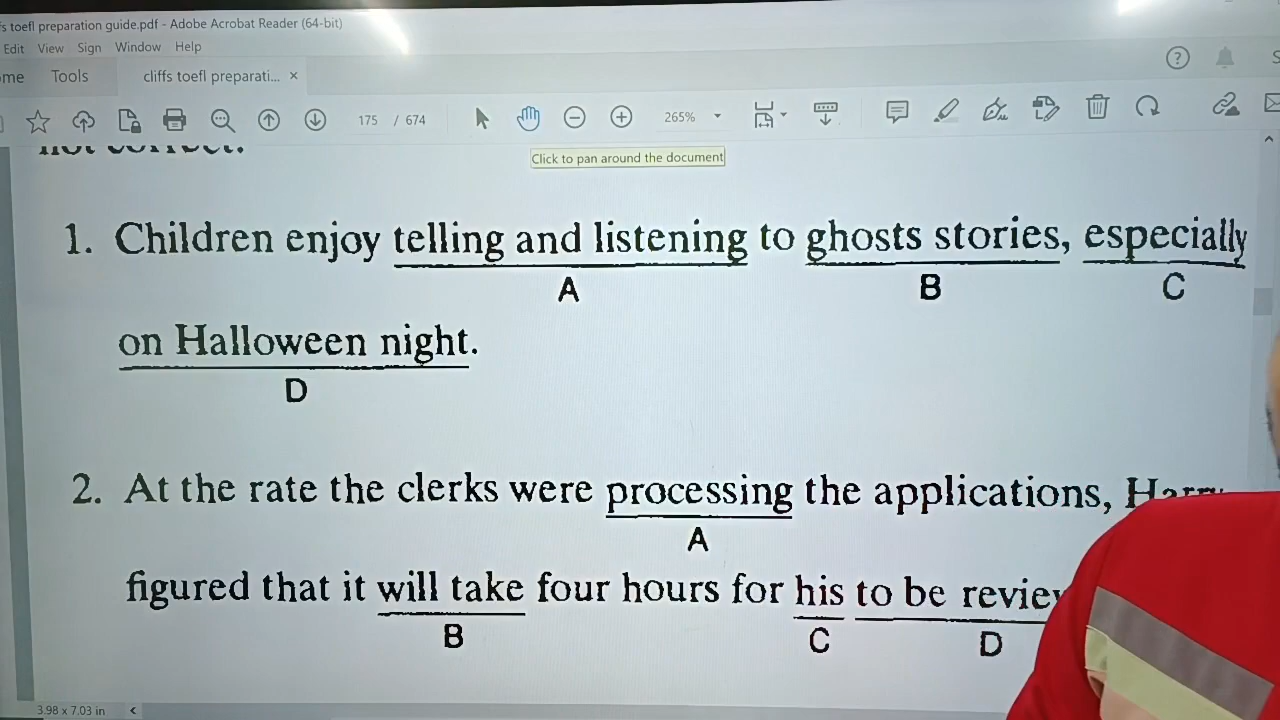 fs toefl preparation guide.pdf - Adobe Acrobat Reader (64-bit)
Edit View Sign Window Help
Tools cliffs toefl preparati... ×
175 / 674 265%
Click to pan around the document
1. Children enjoy telling and listening to ghosts stories, especially
A B C
on Halloween night.
D
2. At the rate the clerks were processing the applications,
A
figured that it will take four hours for his to be
B C D
3.98 x 7.03 in